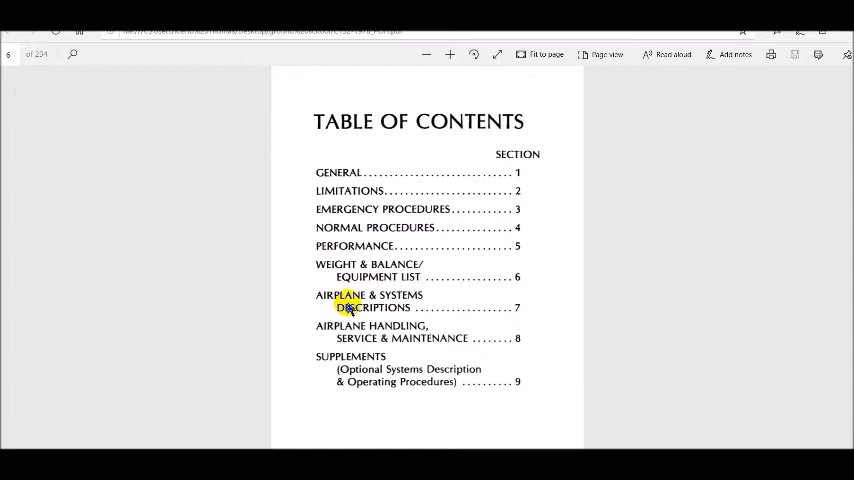 6 of 234 Fit to page Page view Read aloud Add notes
TABLE OF CONTENTS
SECTION
GENERAL............................1
LIMITATIONS........................2
EMERGENCY PROCEDURES...........3
NORMAL PROCEDURES..............4
PERFORMANCE.......................5
WEIGHT & BALANCE/
EQUIPMENT LIST ................6
AIRPLANE & SYSTEMS
DESCRIPTIONS ..................7
AIRPLANE HANDLING,
SERVICE & MAINTENANCE ........8
SUPPLEMENTS
(Optional Systems Description
& Operating Procedures) ..........9